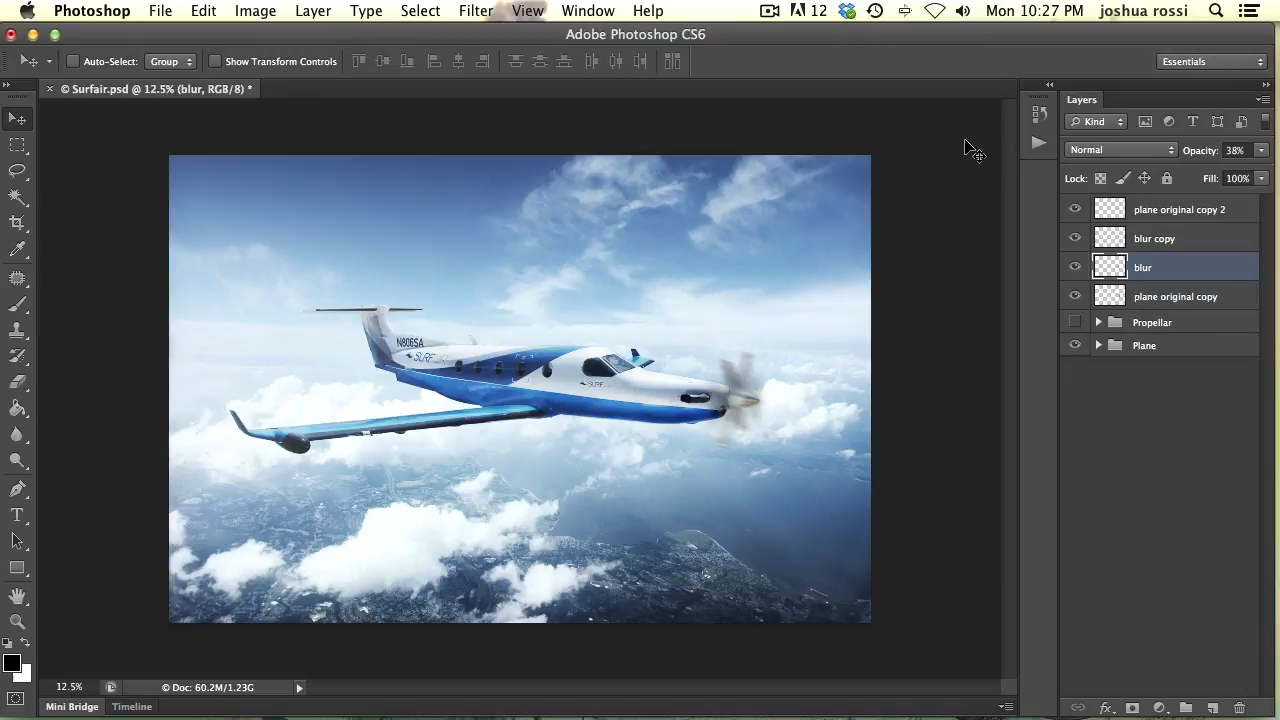 Photoshop File Edit Image Layer Type Select Filter View Window Help 12 Mon 10:27 PM joshua rossi
Adobe Photoshop CS6
Auto-Select: Group Show Transform Controls Essentials
× © Surfair.psd @ 12.5% (blur, RGB/8) *
Layers
Kind
Normal Opacity: 38%
Lock: Fill: 100%
plane original copy 2
blur copy
blur
plane original copy
Propellar
Plane
N806SA
SURF
SURF
12.5% © Doc: 60.2M/1.23G
Mini Bridge Timeline